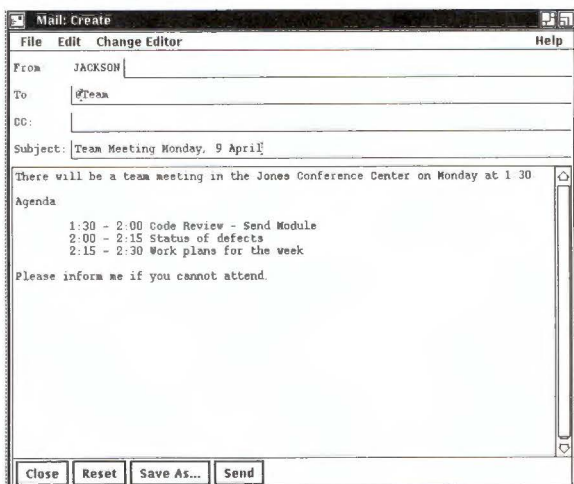 Mail: Create
File Edit Change Editor Help
From JACKSON
To @Team
CC:
Subject: Team Meeting Monday, 9 April
There will be a team meeting in the Jones Conference Center on Monday at 1:30
Agenda
1:30 - 2:00 Code Review - Send Module
2:00 - 2:15 Status of defects
2:15 - 2:30 Work plans for the week
Please inform me if you cannot attend.
Close Reset Save As... Send